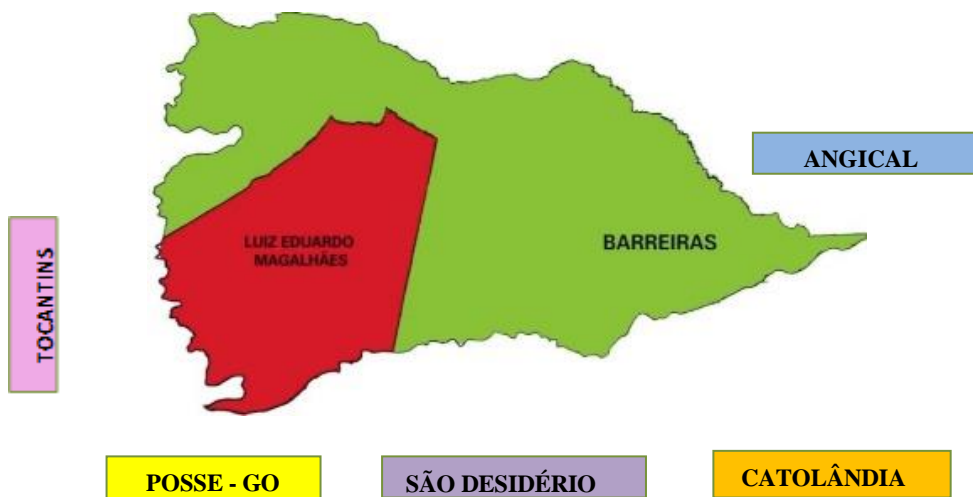 ANGICAL
BARREIRAS
LUIZ EDUARDO
MAGALHÃES
TOCANTINS
POSSE - GO
SÃO DESIDÉRIO
CATOLÂNDIA